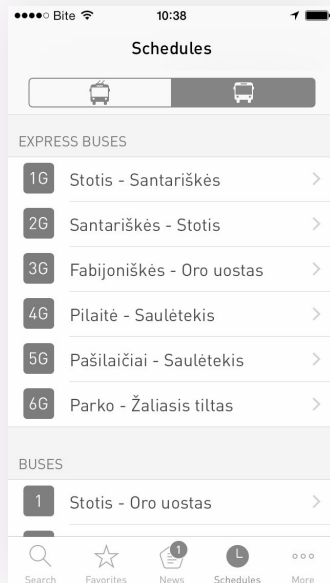 Bite 10:38
Schedules
EXPRESS BUSES
1G Stotis - Santariškės
2G Santariškės - Stotis
3G Fabijoniškės - Oro uostas
4G Pilaitė - Saulėtekis
5G Pašilaičiai - Saulėtekis
6G Parko - Žaliasis tiltas
BUSES
1 Stotis - Oro uostas
1
Search Favorites News Schedules More